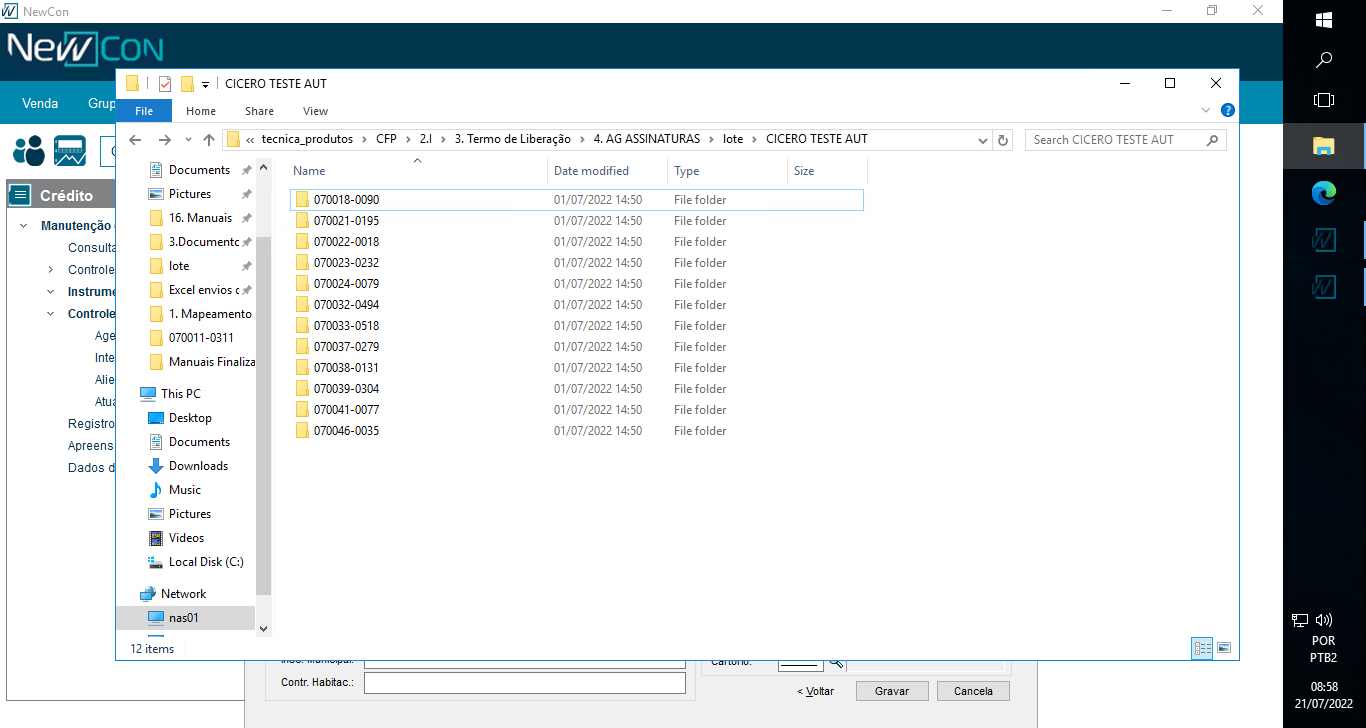 NewCon
NewCon
CICERO TESTE AUT
Venda Grup
File Home Share View
« tecnica_produtos > CFP > 2.I > 3. Termo de Liberação > 4. AG ASSINATURAS > lote > CICERO TESTE AUT
Search CICERO TESTE AUT
Crédito
Manutenção
Consulta
Controle
Instrume
Controle
Age
Inte
Alie
Atua
Registro
Apreens
Dados d
Documents
Pictures
16. Manuais
3.Documento
lote
Excel envios c
1. Mapeamento
070011-0311
Manuais Finaliza
This PC
Desktop
Documents
Downloads
Music
Pictures
Videos
Local Disk (C:)
Network
nas01
Name Date modified Type Size
070018-0090 01/07/2022 14:50 File folder
070021-0195 01/07/2022 14:50 File folder
070022-0018 01/07/2022 14:50 File folder
070023-0232 01/07/2022 14:50 File folder
070024-0079 01/07/2022 14:50 File folder
070032-0494 01/07/2022 14:50 File folder
070033-0518 01/07/2022 14:50 File folder
070037-0279 01/07/2022 14:50 File folder
070038-0131 01/07/2022 14:50 File folder
070039-0304 01/07/2022 14:50 File folder
070041-0077 01/07/2022 14:50 File folder
070046-0035 01/07/2022 14:50 File folder
12 items
Insc. Municipal:
Cartório:
Contr. Habitac.:
< Voltar Gravar Cancela
POR
PTB2
08:58
21/07/2022